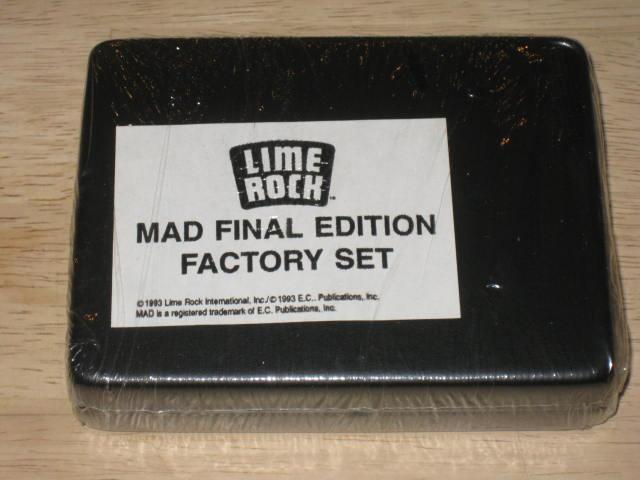 LIME
ROCK™
MAD FINAL EDITION
FACTORY SET
© 1993 Lime Rock International, Inc./© 1993 E.C.. Publications, Inc.
MAD is a registered trademark of E.C. Publications, Inc.